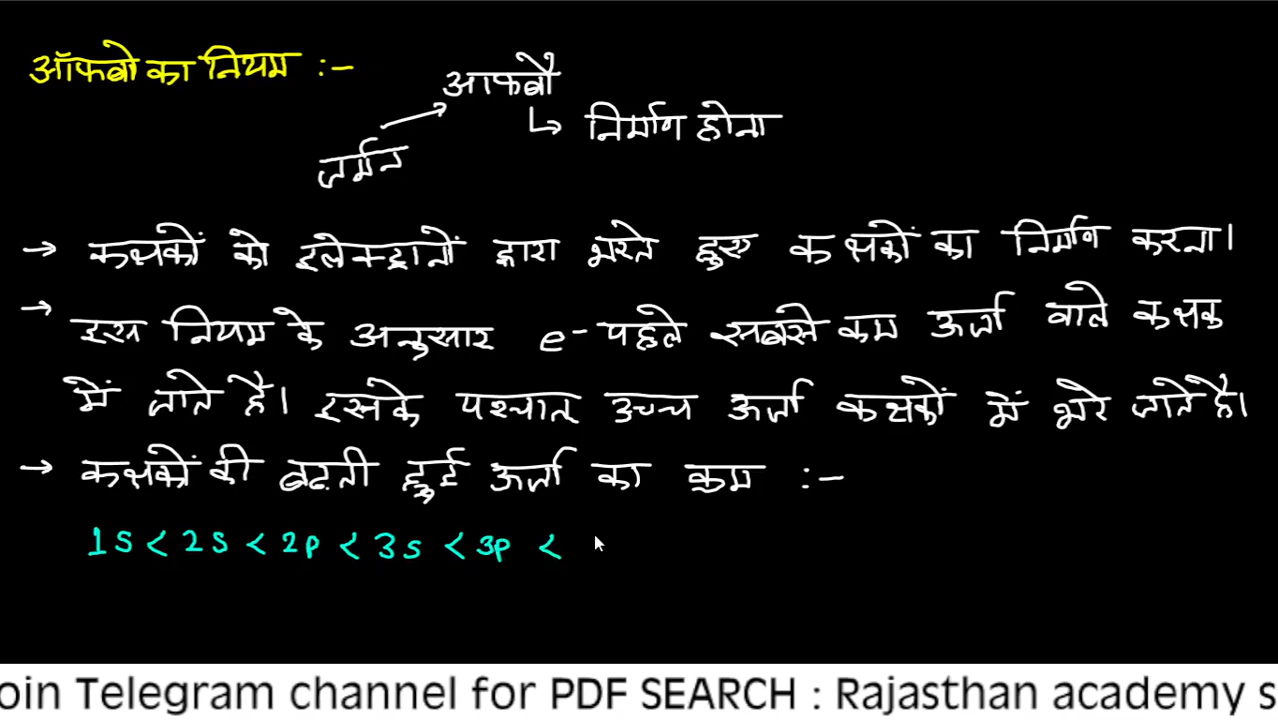 ऑफबो का नियम :-
आफबौ
↳ निर्माण होना
जर्मन
→ कक्षकों को इलेक्ट्रानों द्वारा भरते हुए कक्षकों का निर्माण करना।
→ इस नियम के अनुसार e- पहले सबसे कम ऊर्जा वाले कक्षक
में जाते है। इसके पश्चात उच्च ऊर्जा कक्षकों में भरे जाते है।
→ कक्षकों की बढ़ती हुई ऊर्जा का क्रम :-
1s < 2s < 2p < 3s < 3p <
oin Telegram channel for PDF SEARCH : Rajasthan academy s